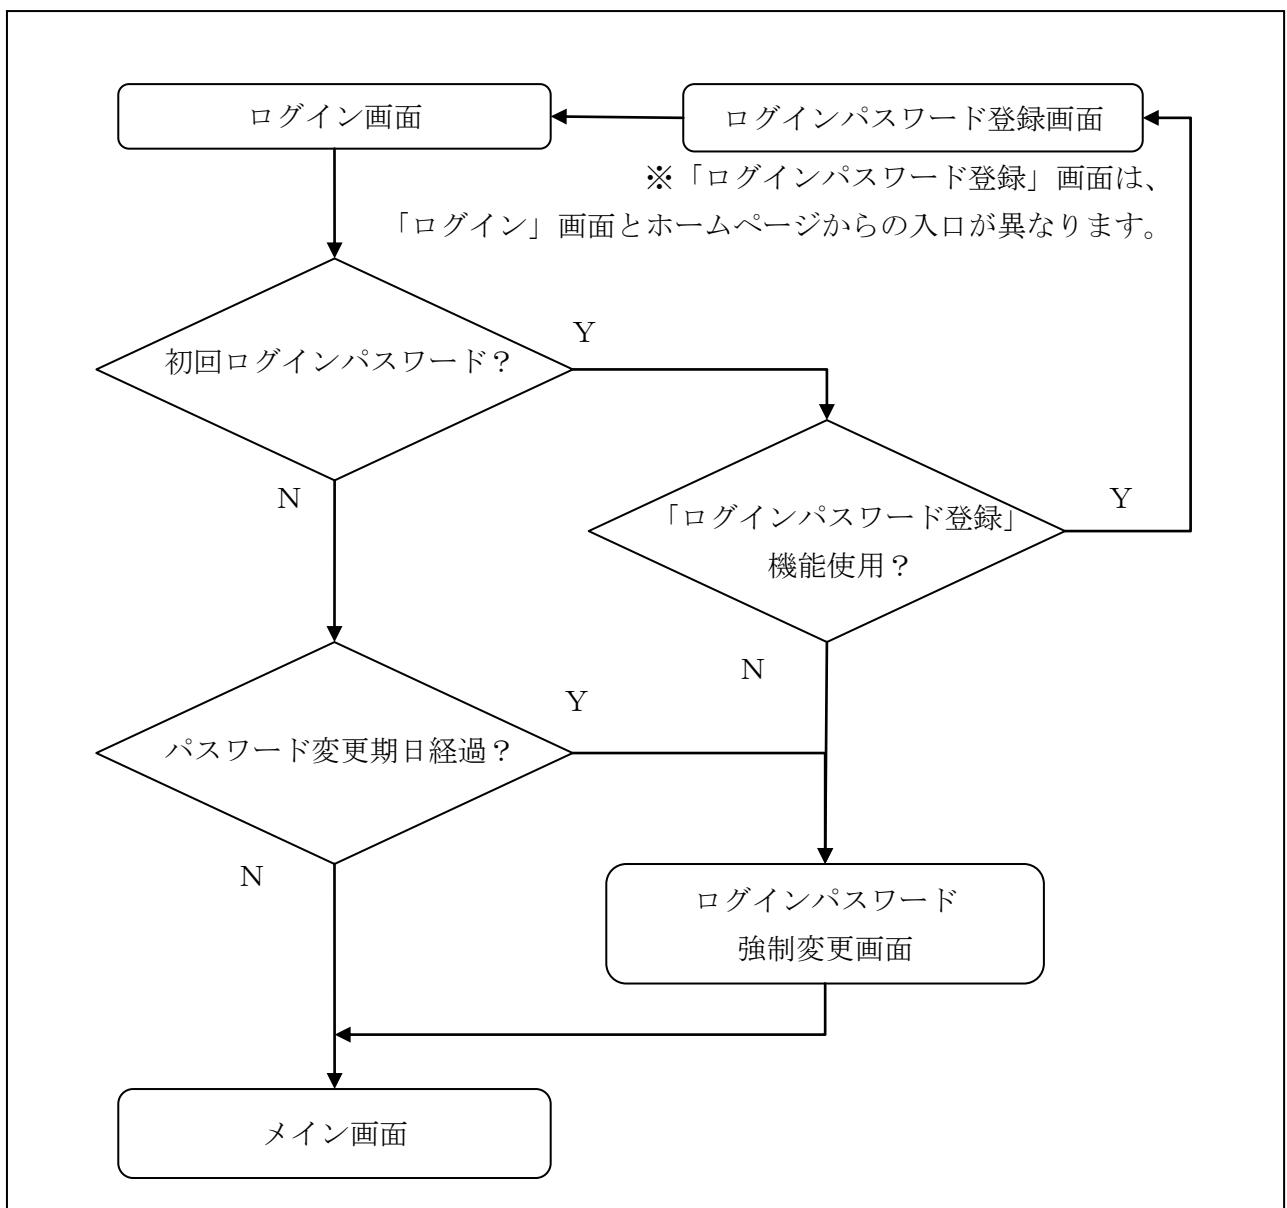 ログイン画面
ログインパスワード登録画面
※「ログインパスワード登録」画面は、
「ログイン」画面とホームページからの入口が異なります。
初回ログインパスワード？
Ｙ
Ｎ
「ログインパスワード登録」
機能使用？
Ｙ
Ｎ
パスワード変更期日経過？
Ｙ
Ｎ
ログインパスワード
強制変更画面
メイン画面